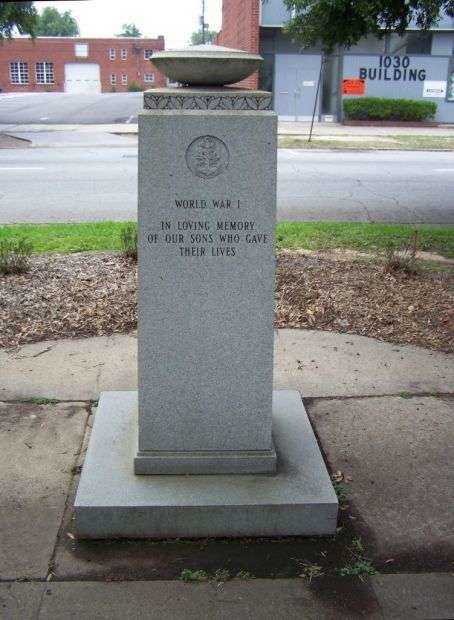 1030
BUILDING
WORLD WAR I
IN LOVING MEMORY
OF OUR SONS WHO GAVE
THEIR LIVES